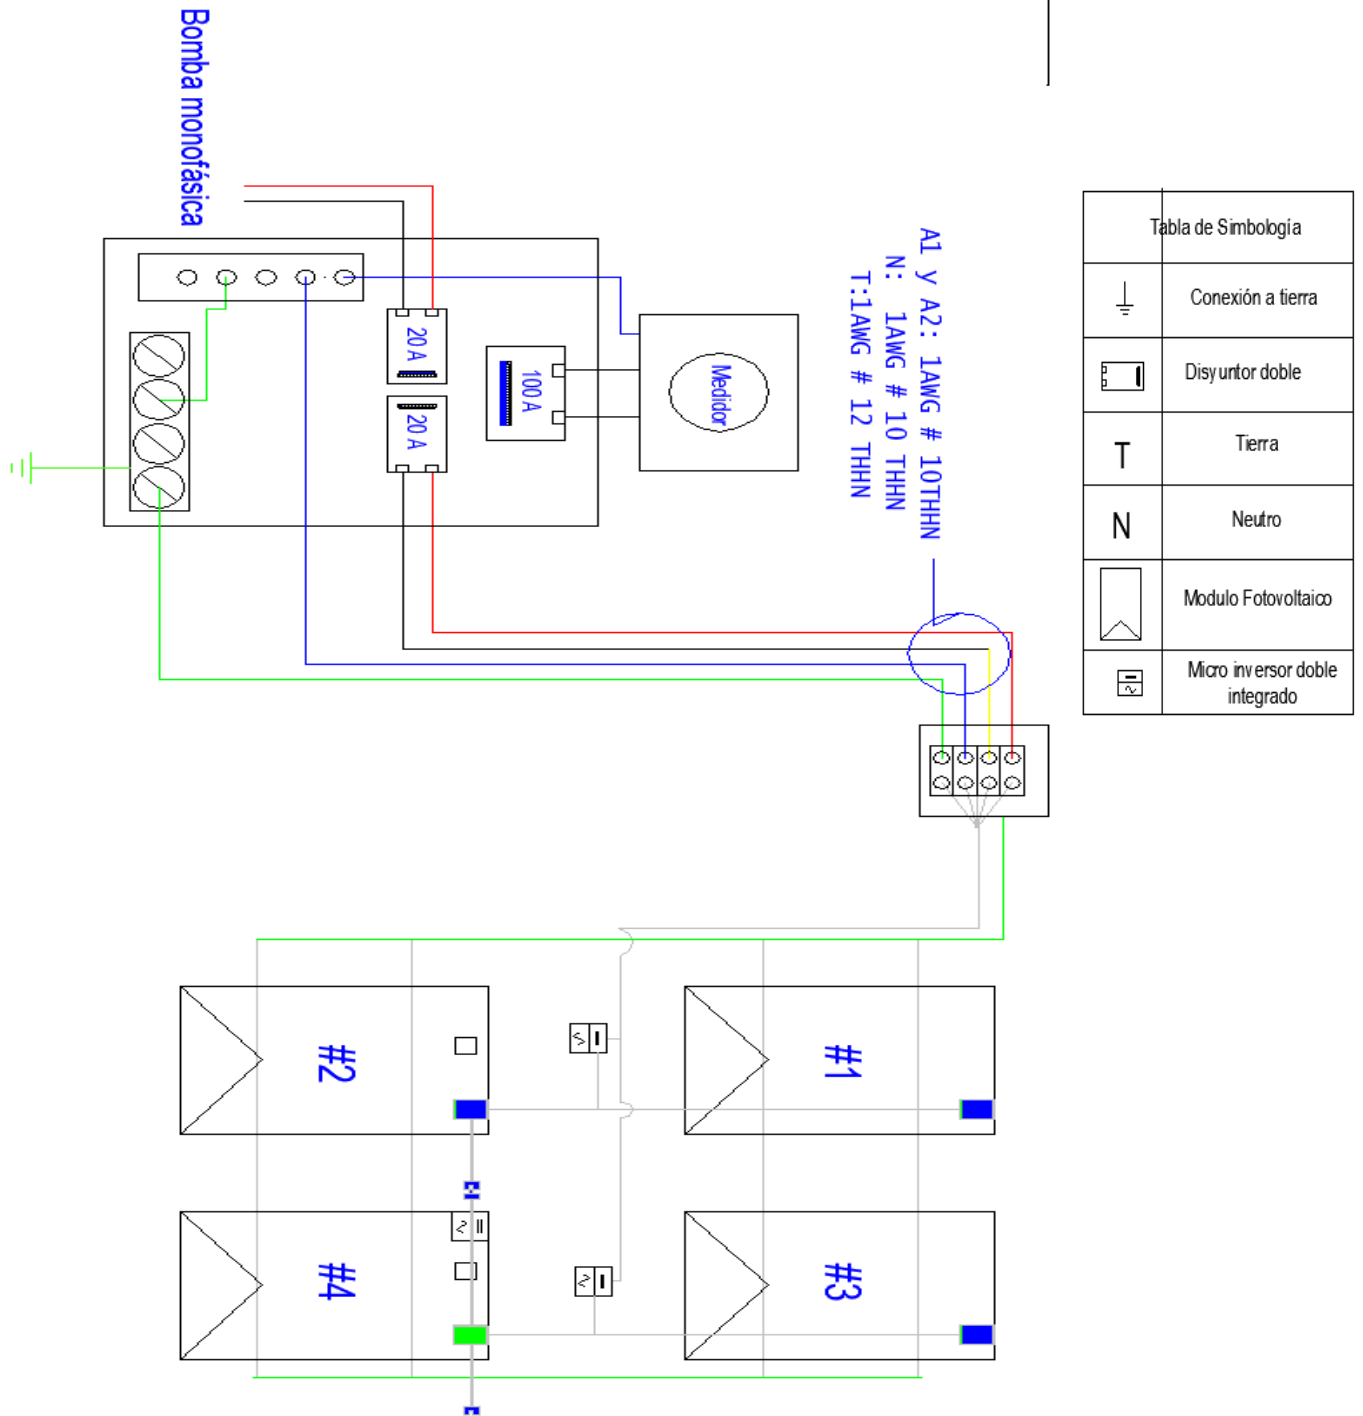 Bomba monofásica
20 A
20 A
100 A
Medidor
A1 y A2: 1AWG # 10THHN
N: 1AWG # 10 THHN
T:1AWG # 12 THHN
Tabla de Simbología
Conexión a tierra
Disyuntor doble
T
Tierra
N
Neutro
Modulo Fotovoltaico
Micro inversor doble
integrado
#2
#1
#4
#3